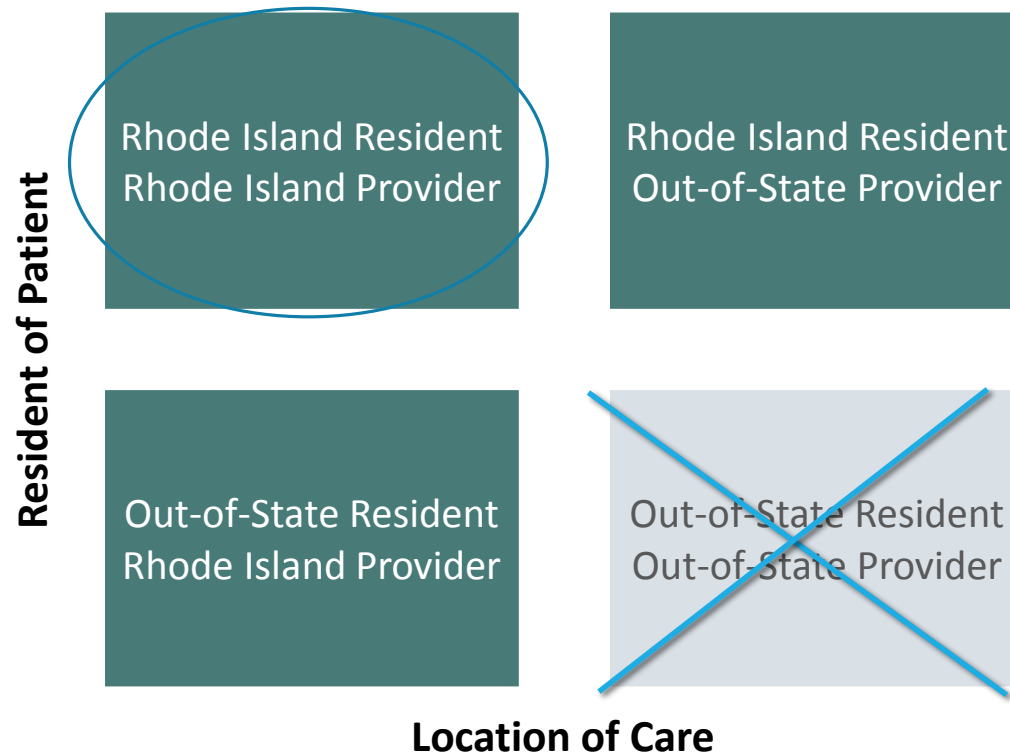 Resident of Patient
Rhode Island Resident
Rhode Island Provider
Rhode Island Resident
Out-of-State Provider
Out-of-State Resident
Rhode Island Provider
Out-of-State Resident
Out-of-State Provider
Location of Care